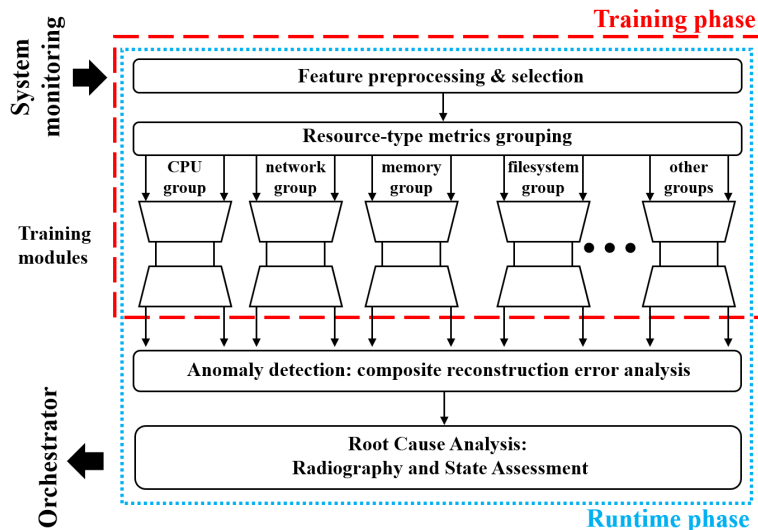 Training phase
System
monitoring
Feature preprocessing & selection
Resource-type metrics grouping
CPU
group
network
group
memory
group
filesystem
group
other
groups
Training
modules
Anomaly detection: composite reconstruction error analysis
Orchestrator
Root Cause Analysis:
Radiography and State Assessment
Runtime phase